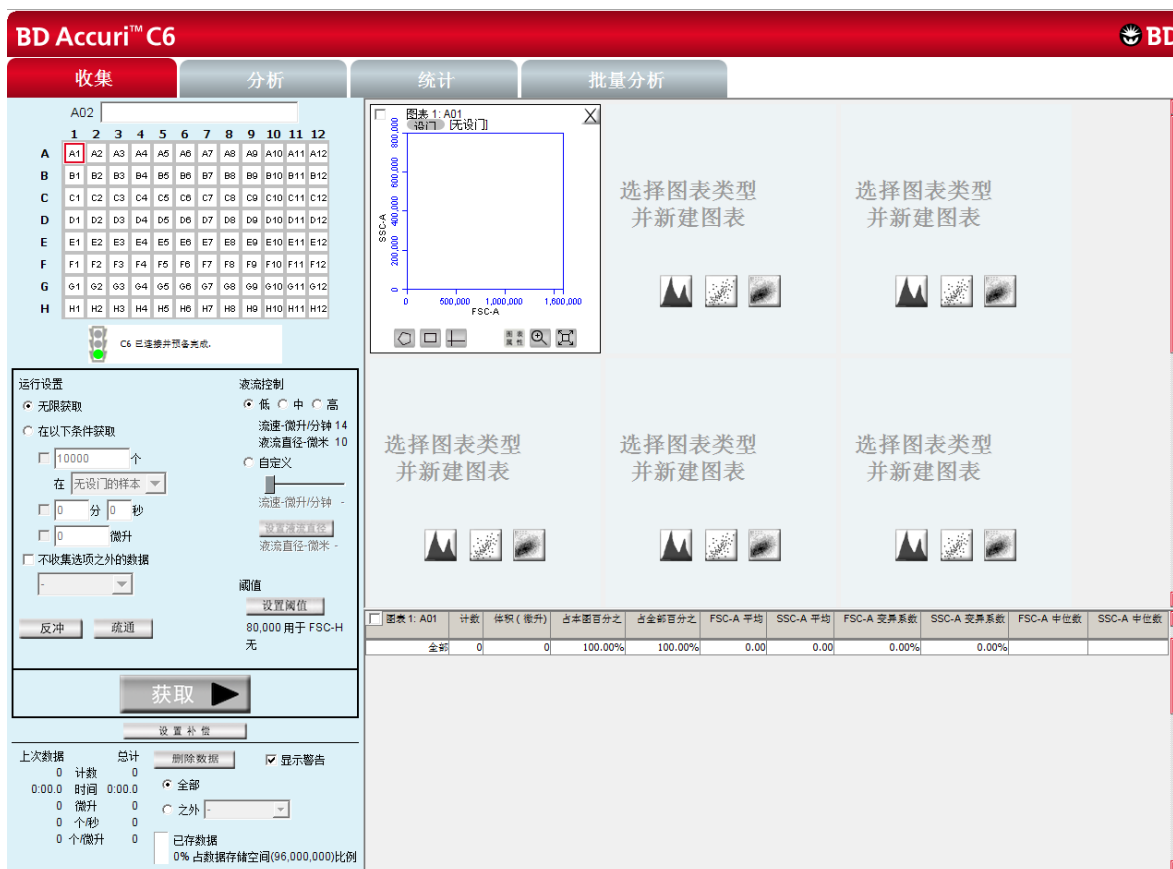 BD Accuri™ C6
BD
收集 分析 统计 批量分析
A02
1 2 3 4 5 6 7 8 9 10 11 12
A A1 A2 A3 A4 A5 A6 A7 A8 A9 A10 A11 A12
B B1 B2 B3 B4 B5 B6 B7 B8 B9 B10 B11 B12
C C1 C2 C3 C4 C5 C6 C7 C8 C9 C10 C11 C12
D D1 D2 D3 D4 D5 D6 D7 D8 D9 D10 D11 D12
E E1 E2 E3 E4 E5 E6 E7 E8 E9 E10 E11 E12
F F1 F2 F3 F4 F5 F6 F7 F8 F9 F10 F11 F12
G G1 G2 G3 G4 G5 G6 G7 G8 G9 G10 G11 G12
H H1 H2 H3 H4 H5 H6 H7 H8 H9 H10 H11 H12
C6 已连接并预备完成.
运行设置
无限获取
在以下条件获取
10000 个
在 无设门的样本
0 分 0 秒
0 微升
不收集选项之外的数据
-
反冲 疏通
液流控制
低 中 高
流速-微升/分钟 14
液流直径-微米 10
自定义
流速-微升/分钟 -
设置液流直径
液流直径-微米 -
阈值
设置阈值
80,000 用于 FSC-H
无
获取
设置补偿
上次数据 总计
0 计数 0
0:00.0 时间 0:00.0
0 微升 0
0 个/秒 0
0 个/微升 0
删除数据 显示警告
全部
之外 -
已存数据
0% 占数据存储空间(96,000,000)比例
图表 1: A01
设门 [无设门]
SSC-A
800,000
600,000
400,000
200,000
0
0 500,000 1,000,000 1,600,000
FSC-A
图表
属性
选择图表类型
并新建图表
选择图表类型
并新建图表
选择图表类型
并新建图表
选择图表类型
并新建图表
选择图表类型
并新建图表
图表 1: A01 计数 体积 ( 微升) 占本图百分之 占全部百分之 FSC-A 平均 SSC-A 平均 FSC-A 变异系数 SSC-A 变异系数 FSC-A 中位数 SSC-A 中位数
全部 0 0 100.00% 100.00% 0.00 0.00 0.00% 0.00%